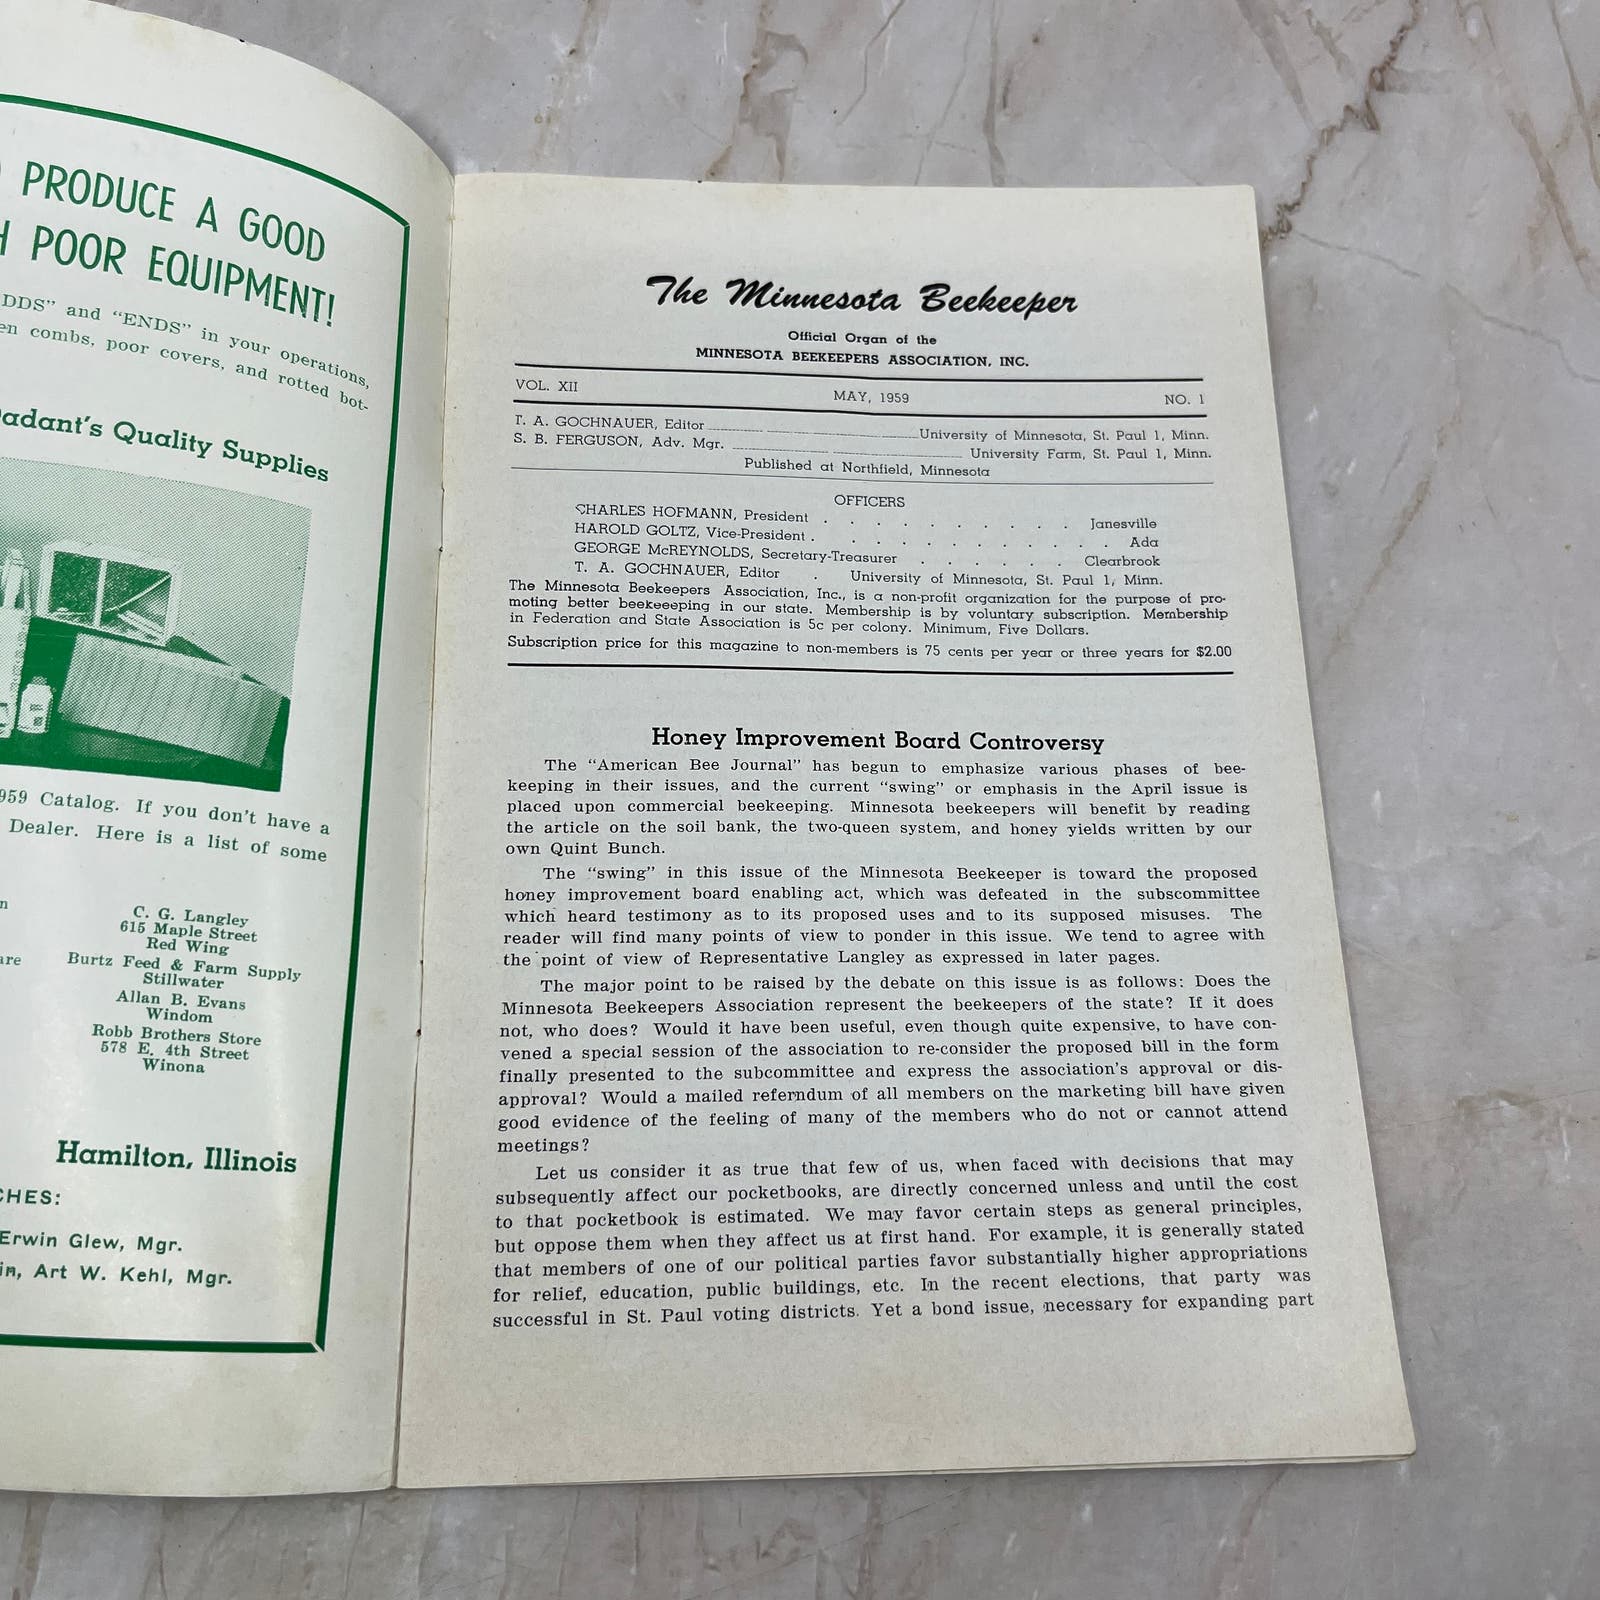 PRODUCE A GOOD
POOR EQUIPMENT!
DDS" and "ENDS" in your operations,
combs, poor covers, and rotted bot-
Quality Supplies
Catalog. If you don't have a
Dealer. Here is a list of some
C. G. Langley
615 Maple Street
Red Wing
Burtz Feed & Farm Supply
Stillwater
Allan B. Evans
Windom
Robb Brothers Store
578 E. 4th Street
Winona
Hamilton, Illinois
CHES:
Erwin Glew, Mgr.
Art W. Kehl, Mgr.
The Minnesota Beekeeper
Official Organ of the
MINNESOTA BEEKEEPERS ASSOCIATION, INC.
VOL. XII MAY, 1959 NO. 1
T. A. GOCHNAUER, Editor University of Minnesota, St. Paul 1, Minn.
S. B. FERGUSON, Adv. Mgr. University Farm, St. Paul 1, Minn.
Published at Northfield, Minnesota
OFFICERS
CHARLES HOFMANN, President . . . . . . . . . . Janesville
HAROLD GOLTZ, Vice-President . . . . . . . . . . . Ada
GEORGE McREYNOLDS, Secretary-Treasurer . . . . . . Clearbrook
T. A. GOCHNAUER, Editor . University of Minnesota, St. Paul 1, Minn.
The Minnesota Beekeepers Association, Inc., is a non-profit organization for the purpose of pro-
moting better beekeeeping in our state. Membership is by voluntary subscription. Membership
in Federation and State Association is 5c per colony. Minimum, Five Dollars.
Subscription price for this magazine to non-members is 75 cents per year or three years for $2.00
Honey Improvement Board Controversy
The "American Bee Journal" has begun to emphasize various phases of bee-
keeping in their issues, and the current "swing" or emphasis in the April issue is
placed upon commercial beekeeping. Minnesota beekeepers will benefit by reading
the article on the soil bank, the two-queen system, and honey yields written by our
own Quint Bunch.
The "swing" in this issue of the Minnesota Beekeeper is toward the proposed
honey improvement board enabling act, which was defeated in the subscommittee
which heard testimony as to its proposed uses and to its supposed misuses. The
reader will find many points of view to ponder in this issue. We tend to agree with
the point of view of Representative Langley as expressed in later pages.
The major point to be raised by the debate on this issue is as follows: Does the
Minnesota Beekeepers Association represent the beekeepers of the state? If it does
not, who does? Would it have been useful, even though quite expensive, to have con-
vened a special session of the association to re-consider the proposed bill in the form
finally presented to the subcommittee and express the association's approval or dis-
approval? Would a mailed referndum of all members on the marketing bill have given
good evidence of the feeling of many of the members who do not or cannot attend
meetings?
Let us consider it as true that few of us, when faced with decisions that may
subsequently affect our pocketbooks, are directly concerned unless and until the cost
to that pocketbook is estimated. We may favor certain steps as general principles,
but oppose them when they affect us at first hand. For example, it is generally stated
that members of one of our political parties favor substantially higher appropriations
for relief, education, public buildings, etc. In the recent elections, that party was
successful in St. Paul voting districts. Yet a bond issue, necessary for expanding part